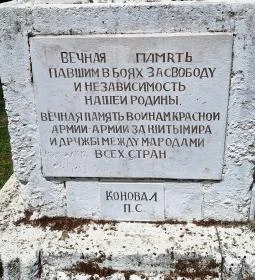 ВЕЧНАЯ ПАМЯТЬ
ПАВШИМ В БОЯХ ЗА СВОБОДУ
И НЕЗАВИСИМОСТЬ
НАШЕЙ РОДИНЫ.
ВЕЧНАЯ ПАМЯТЬ ВОИНАМ КРАСНОЙ
АРМИИ-АРМИИ ЗАЩИТЫ МИРА
И ДРУЖБЫ МЕЖДУ НАРОДАМИ
ВСЕХ СТРАН
КОНОВАЛ
П.С